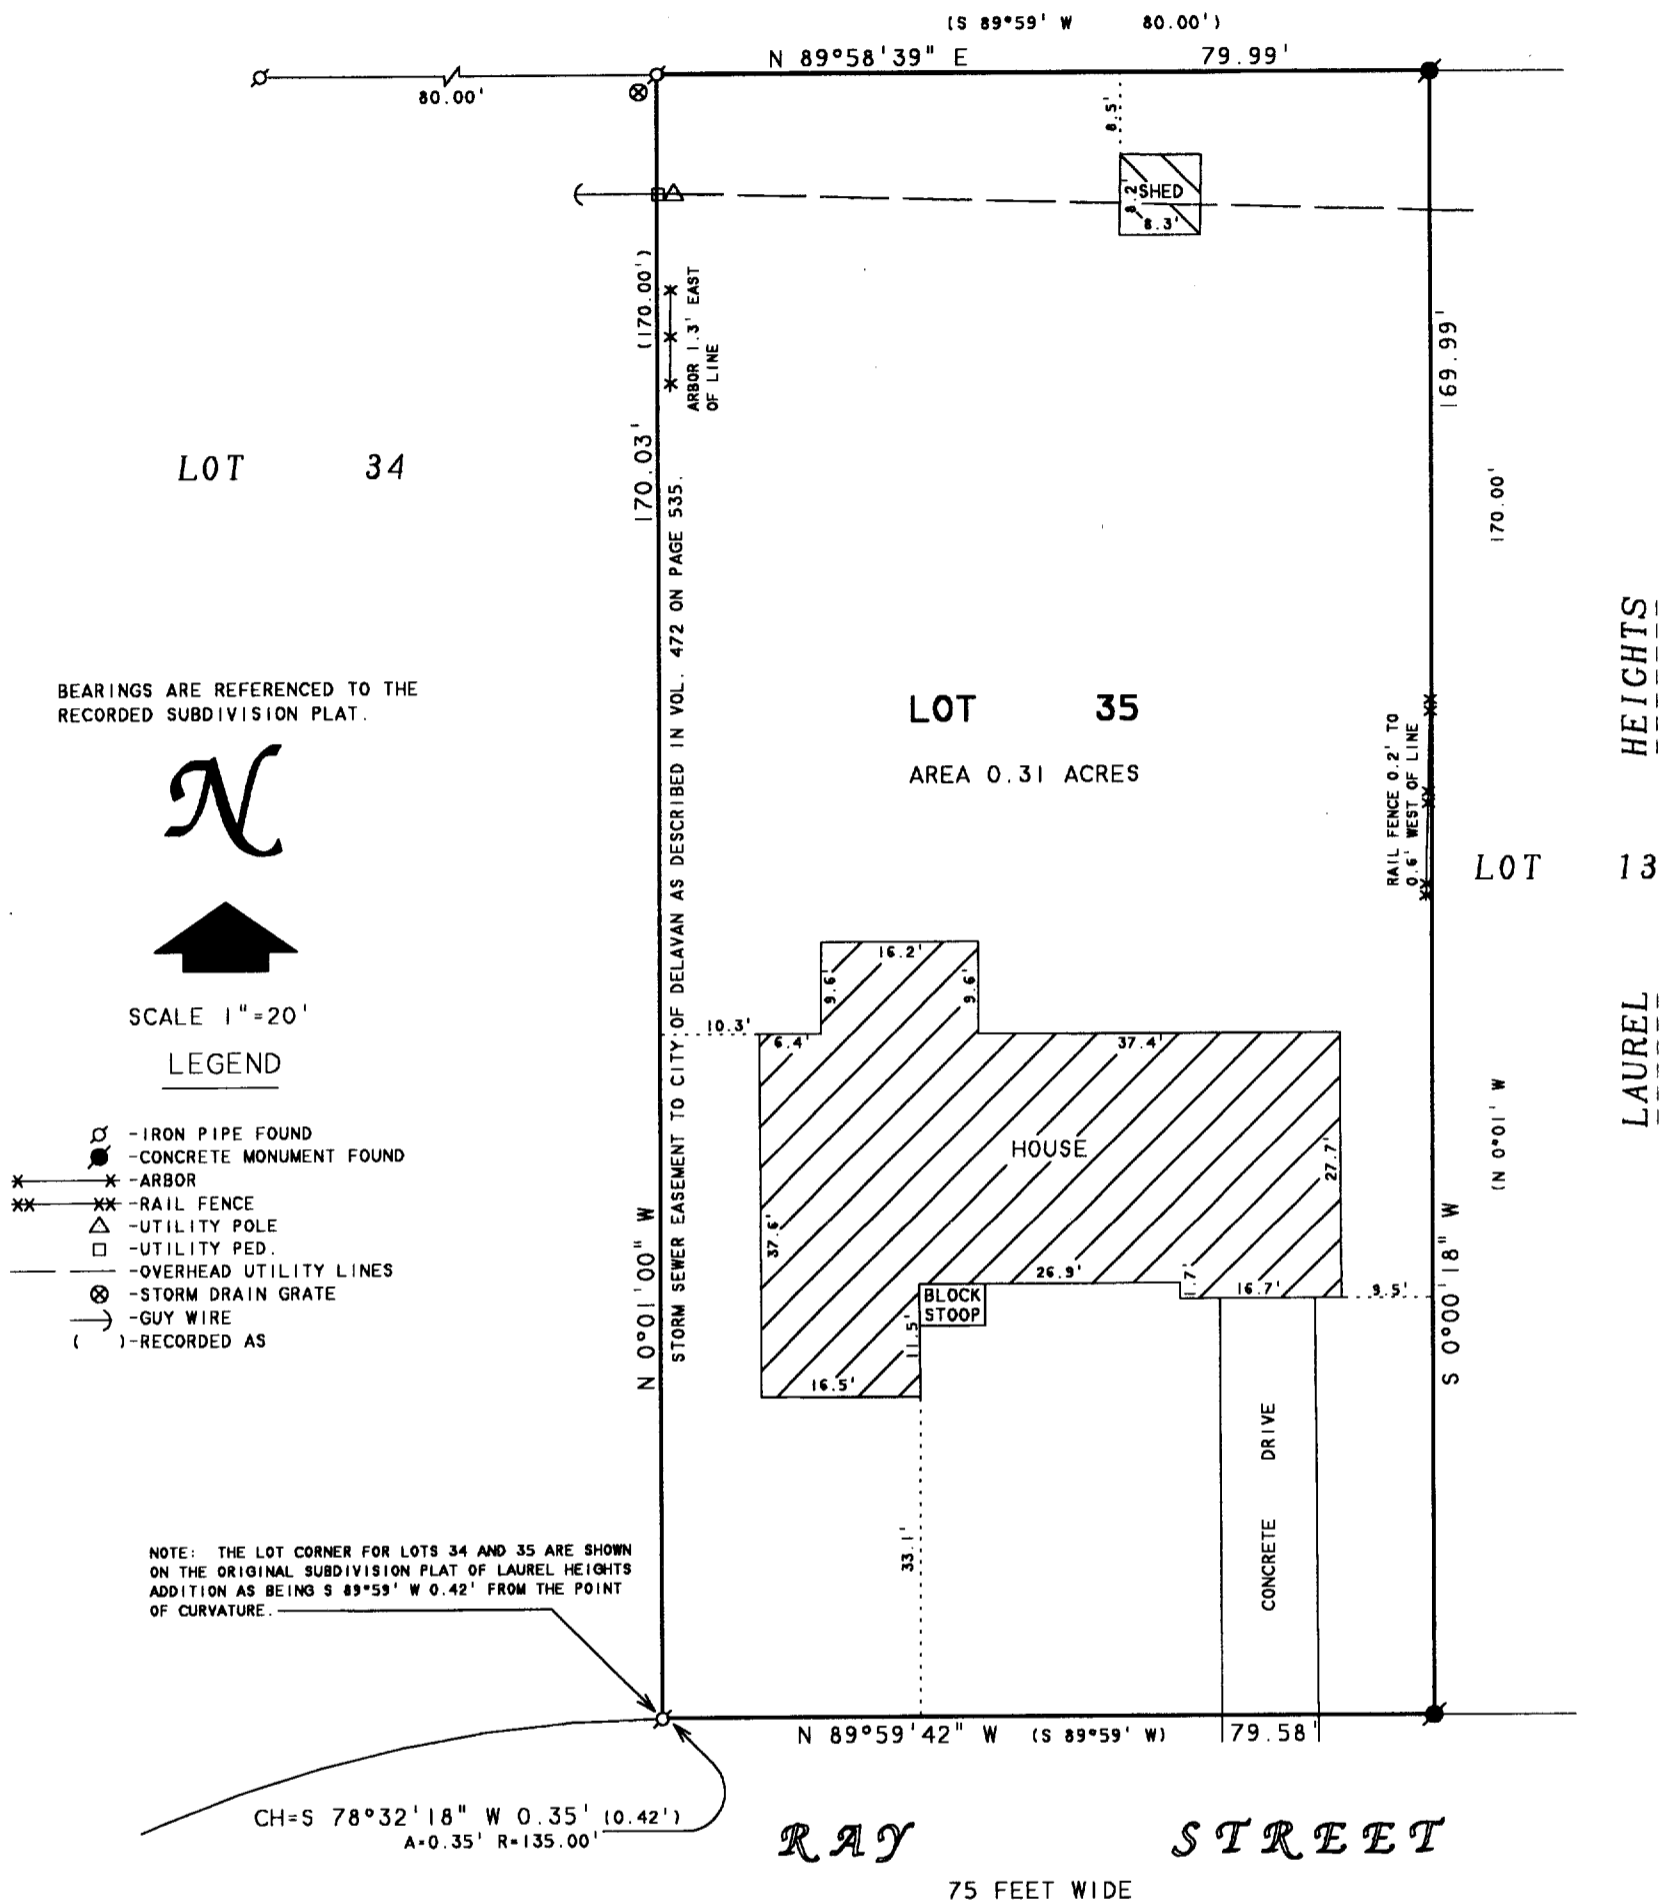 (S 89°59' W 80.00')
N 89°58'39" E 79.99'
80.00'
8.5'
SHED
8.2'
8.3'
(170.00')
170.03'
ARBOR 1.3' EAST
OF LINE
169.99'
170.00'
LOT 34
STORM SEWER EASEMENT TO CITY OF DELAVAN AS DESCRIBED IN VOL. 472 ON PAGE 535.
BEARINGS ARE REFERENCED TO THE
RECORDED SUBDIVISION PLAT.
N
SCALE 1"=20'
LOT 35
AREA 0.31 ACRES
RAIL FENCE 0.2' TO
0.6' WEST OF LINE
LOT 13
LAUREL HEIGHTS
LEGEND
-IRON PIPE FOUND
-CONCRETE MONUMENT FOUND
-ARBOR
-RAIL FENCE
-UTILITY POLE
-UTILITY PED.
-OVERHEAD UTILITY LINES
-STORM DRAIN GRATE
-GUY WIRE
( )-RECORDED AS
16.2'
9.6'
9.6'
10.3'
6.4'
37.4'
HOUSE
27.7'
37.6'
26.9'
1.7'
16.7'
9.5'
BLOCK
STOOP
11.5'
16.5'
N 0°01'00" W
S 0°00'18" W
(N 0°01' W
33.1'
CONCRETE DRIVE
NOTE: THE LOT CORNER FOR LOTS 34 AND 35 ARE SHOWN
ON THE ORIGINAL SUBDIVISION PLAT OF LAUREL HEIGHTS
ADDITION AS BEING S 89°59' W 0.42' FROM THE POINT
OF CURVATURE.
N 89°59'42" W (S 89°59' W) 79.58'
CH=S 78°32'18" W 0.35' (0.42')
A=0.35' R=135.00'
RAY STREET
75 FEET WIDE